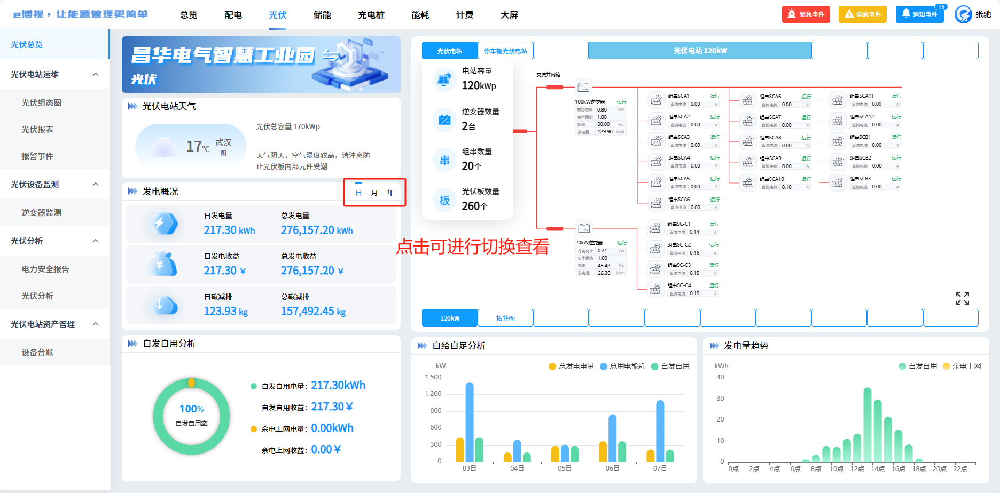 e博视，让能源管理更简单
总览
配电
光伏
储能
充电桩
能耗
计费
大屏
紧急事件
隐患事件
通知事件
15
张驰
光伏总览
光伏电站运维
光伏组态图
光伏报表
报警事件
光伏设备监测
逆变器监测
光伏分析
电力安全报告
光伏分析
光伏电站资产管理
设备台账
昌华电气智慧工业园
光伏
光伏电站天气
17℃
武汉
阴
光伏总容量 170kWp
天气阴天，空气湿度较高，请注意防
止光伏板内部元件受潮
发电概况
日 月 年
日发电量
217.30 kWh
总发电量
276,157.20 kWh
日发电收益
217.30 ¥
总发电收益
276,157.20 ¥
日碳减排
123.93 kg
总碳减排
157,492.45 kg
点击可进行切换查看
自发自用分析
100%
自发自用率
自发自用电量：217.30kWh
自发自用收益：217.30¥
余电上网电量：0.00kWh
余电上网收益：0.00¥
光伏电站
停车棚光伏电站
光伏电站 120kW
电站容量
120kWp
逆变器数量
2台
串
组串数量
20个
板
光伏板数量
260个
交流并网箱
100kW逆变器 运行
有功功率 0.80 kW
功率因素 1.00
频率 50.00 Hz
发电量 129.90 kWh
组串SCA1 运行
直流电流 0.00 A
组串SCA2 运行
直流电流 0.00 A
组串SCA3 运行
直流电流 0.00 A
组串SCA4 运行
直流电流 0.00 A
组串SCA5 运行
直流电流 0.00 A
组串SCA6 运行
直流电流 0.00 A
组串SCA6 运行
直流电流 0.00 A
组串SCA7 运行
直流电流 0.00 A
组串SCA8 运行
直流电流 0.00 A
组串SCA9 运行
直流电流 0.00 A
组串SCA10 运行
直流电流 0.10 A
组串SCA11 运行
直流电流 0.00 A
组串SCA12 运行
直流电流 0.00 A
组串SCB1 运行
直流电流 0.00 A
组串SCB2 运行
直流电流 0.00 A
组串SCB3 运行
直流电流 0.00 A
20kW逆变器 运行
有功功率 0.31 kW
功率因素 1.00
频率 45.42 Hz
发电量 26.30 kWh
组串SC-C1 运行
直流电流 0.14 A
组串SC-C2 运行
直流电流 0.16 A
组串SC-C3 运行
直流电流 0.15 A
组串SC-C4 运行
直流电流 0.15 A
120kW
拓扑图
自给自足分析
kW
总发电电量 总用电能耗 自发自用
1,500
1,200
900
600
300
0
03日 04日 05日 06日 07日
发电量趋势
kWh
自发自用 余电上网
40
30
20
10
0
0点 2点 4点 6点 8点 10点 12点 14点 16点 18点 20点 22点